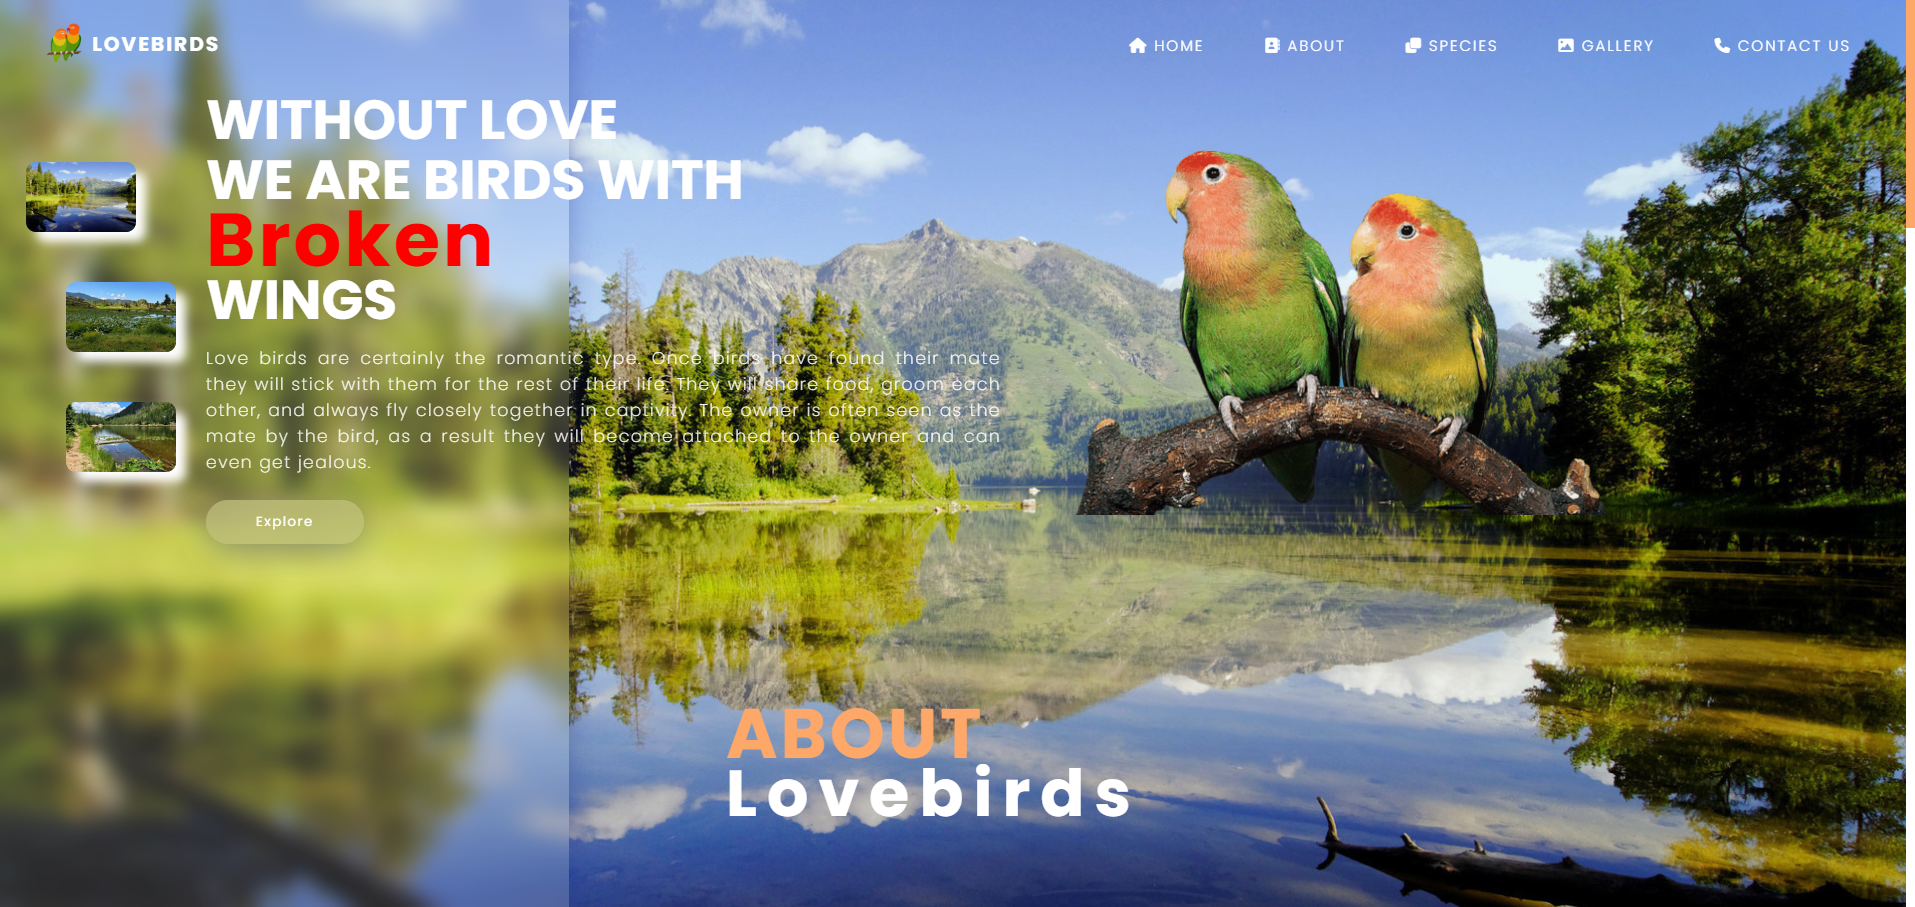 LOVEBIRDS
HOME
ABOUT
SPECIES
GALLERY
CONTACT US
WITHOUT LOVE
WE ARE BIRDS WITH
Broken
WINGS
Love birds are certainly the romantic type. Once birds have found their mate
they will stick with them for the rest of their life. They will share food, groom each
other, and always fly closely together in captivity. The owner is often seen as the
mate by the bird, as a result they will become attached to the owner and can
even get jealous.
Explore
ABOUT
Lovebirds